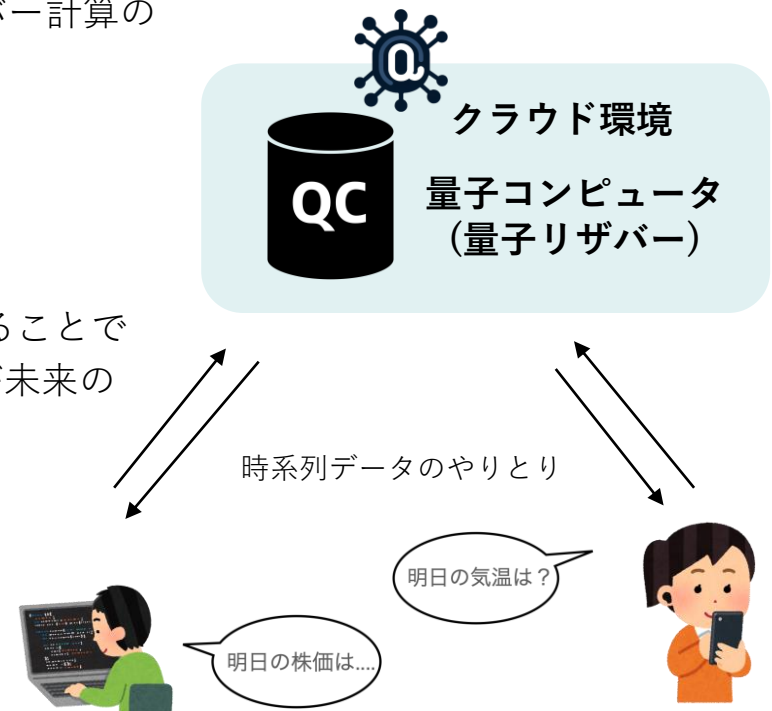 バー計算の
クラウド環境
QC
量子コンピュータ
(量子リザバー)
ることで
未来の
時系列データのやりとり
明日の気温は？
明日の株価は....